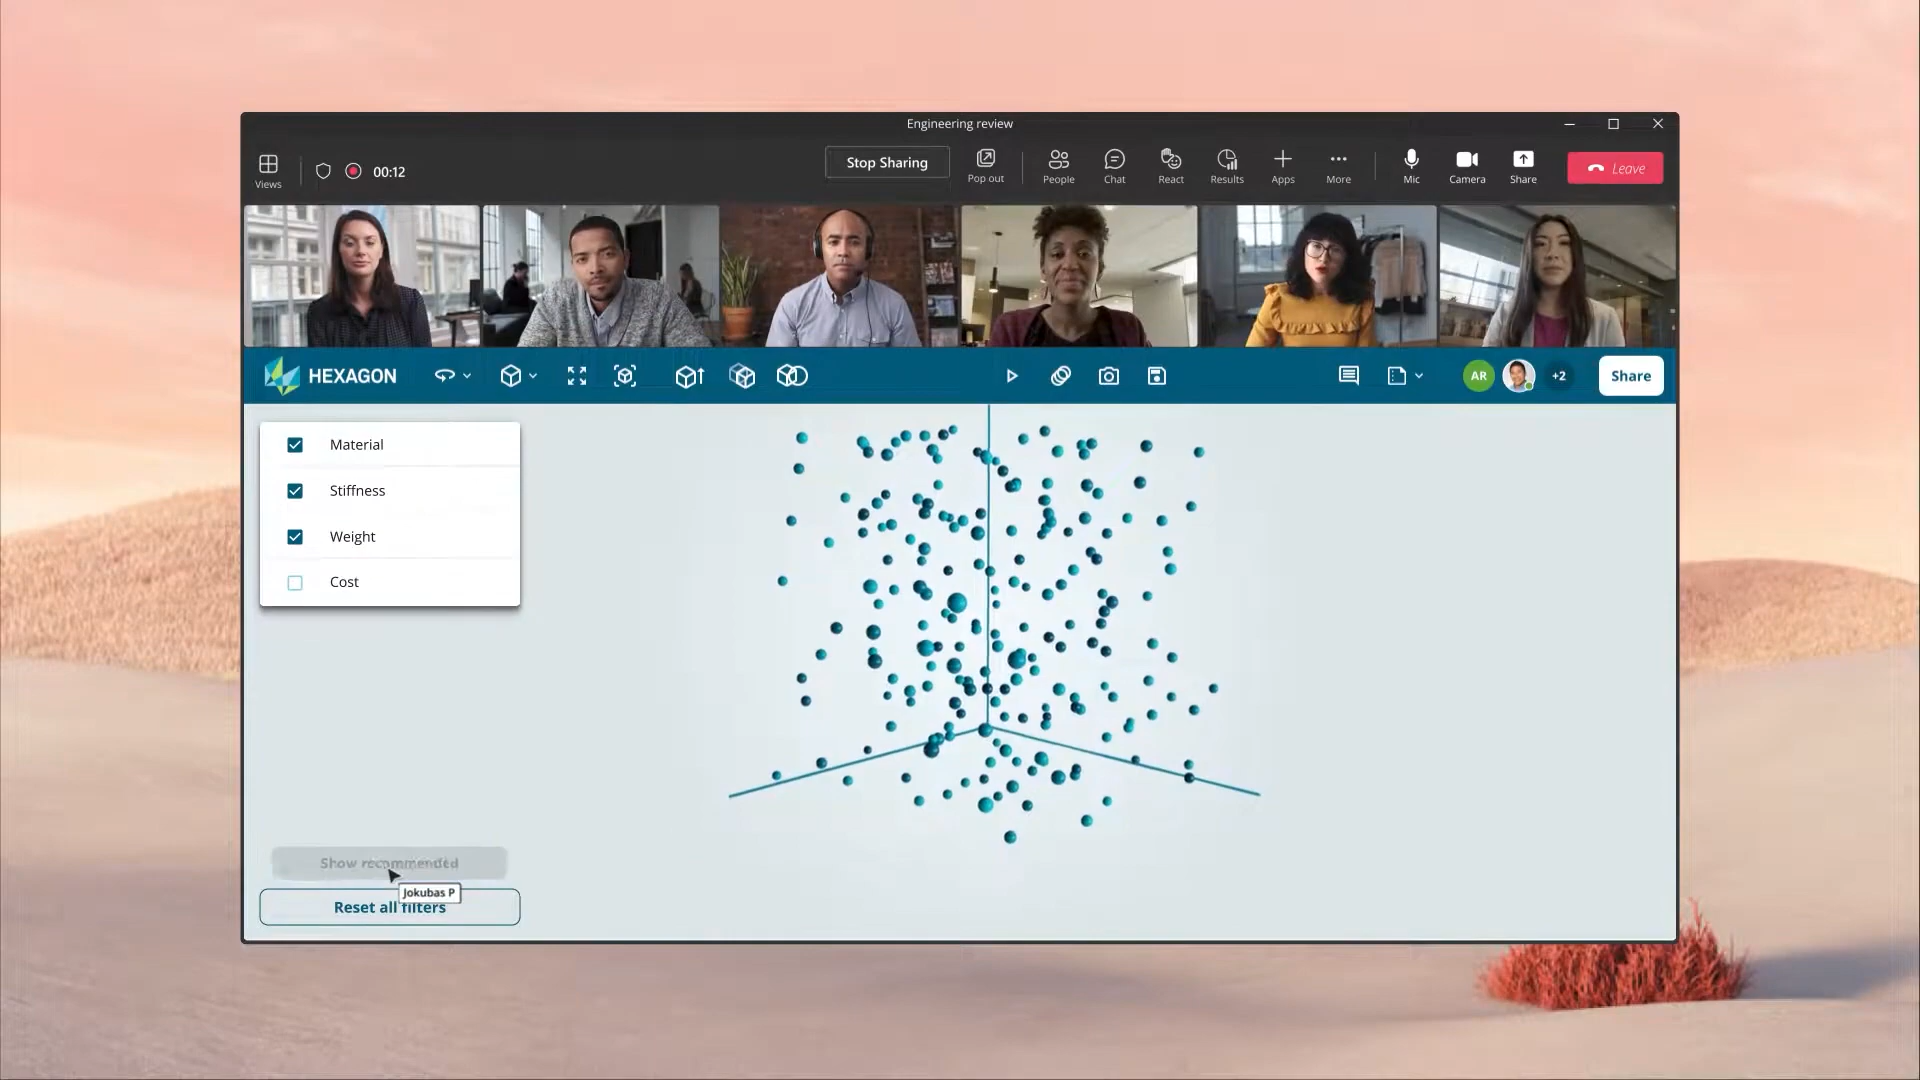 Engineering review
Views
00:12
Stop Sharing
Pop out
People
Chat
React
Results
Apps
More
Mic
Camera
Share
Leave
HEXAGON
AR
+2
Share
Material
Stiffness
Weight
Cost
Show recommended
Jokubas P
Reset all filters